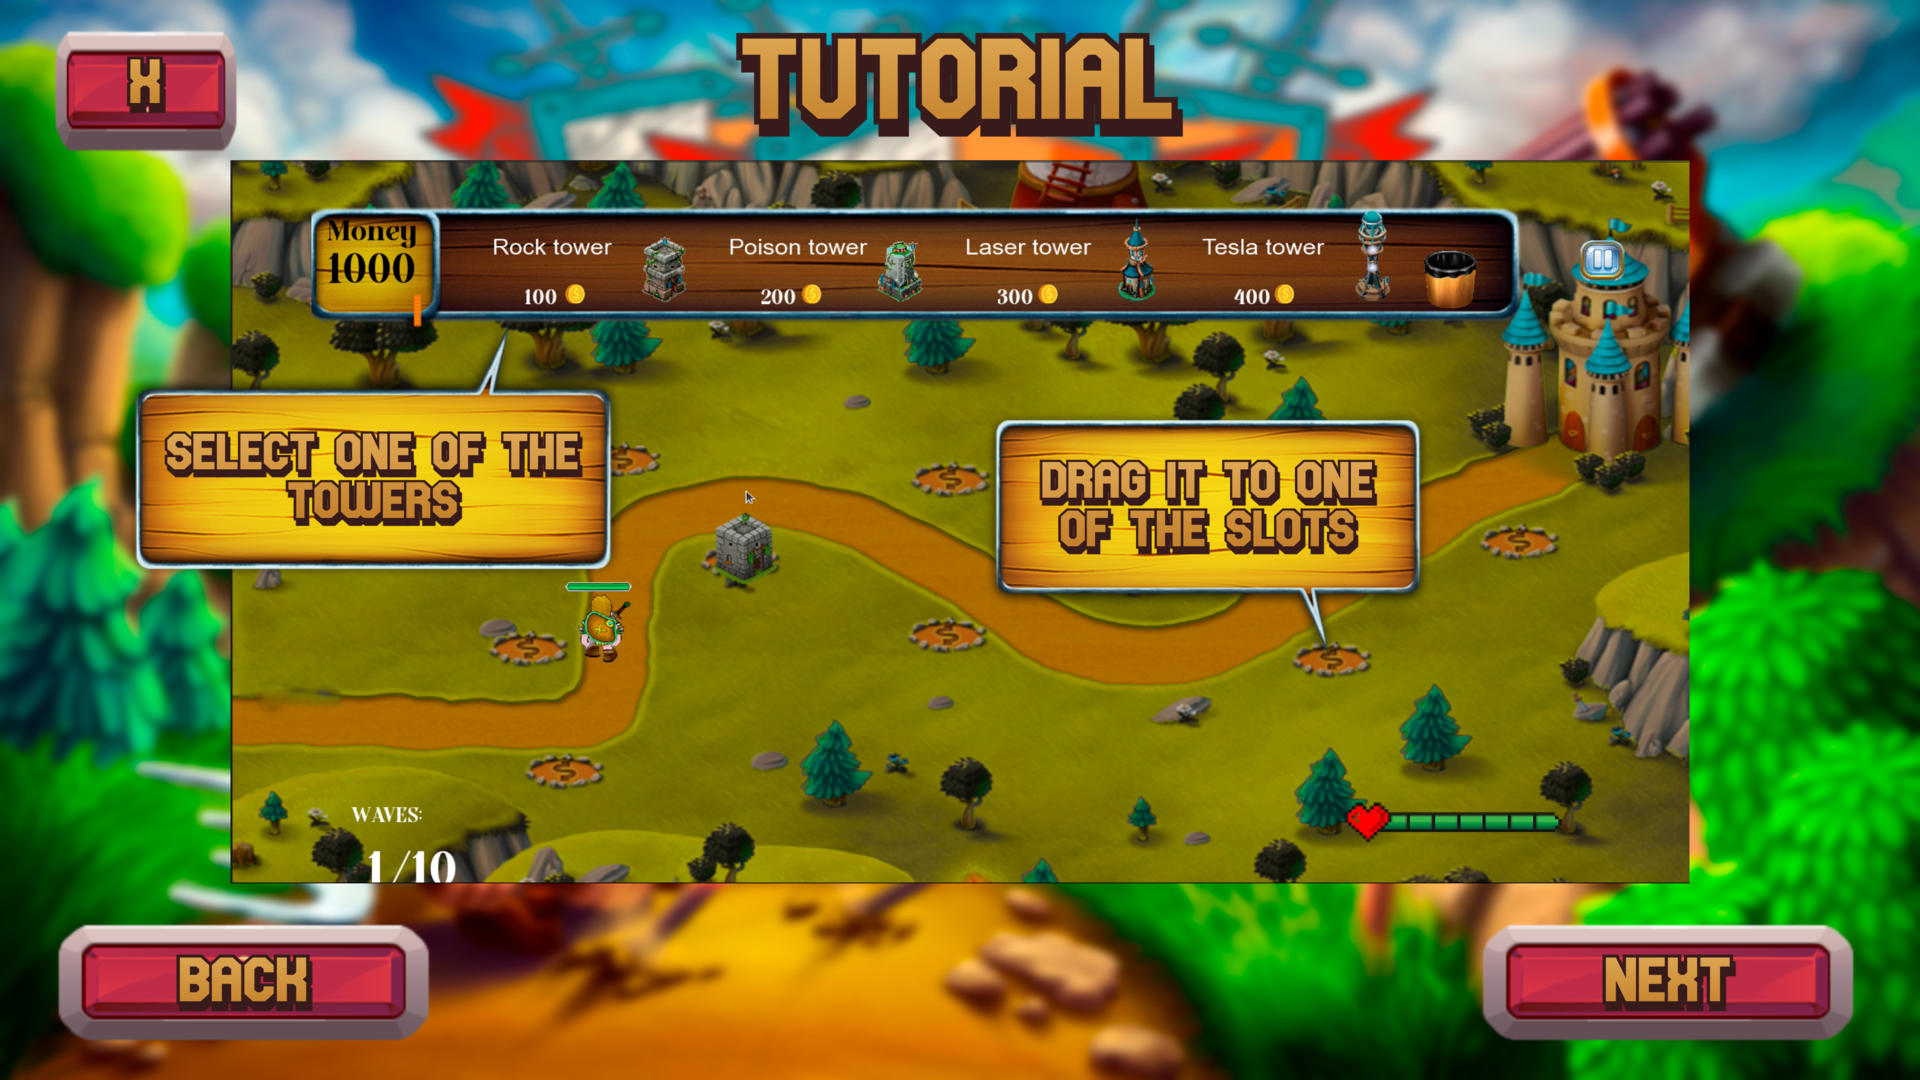 TUTORIAL
X
Money
1000
Rock tower
100
Poison tower
200
Laser tower
300
Tesla tower
400
SELECT ONE OF THE
TOWERS
DRAG IT TO ONE
OF THE SLOTS
WAVES:
1/10
BACK
NEXT